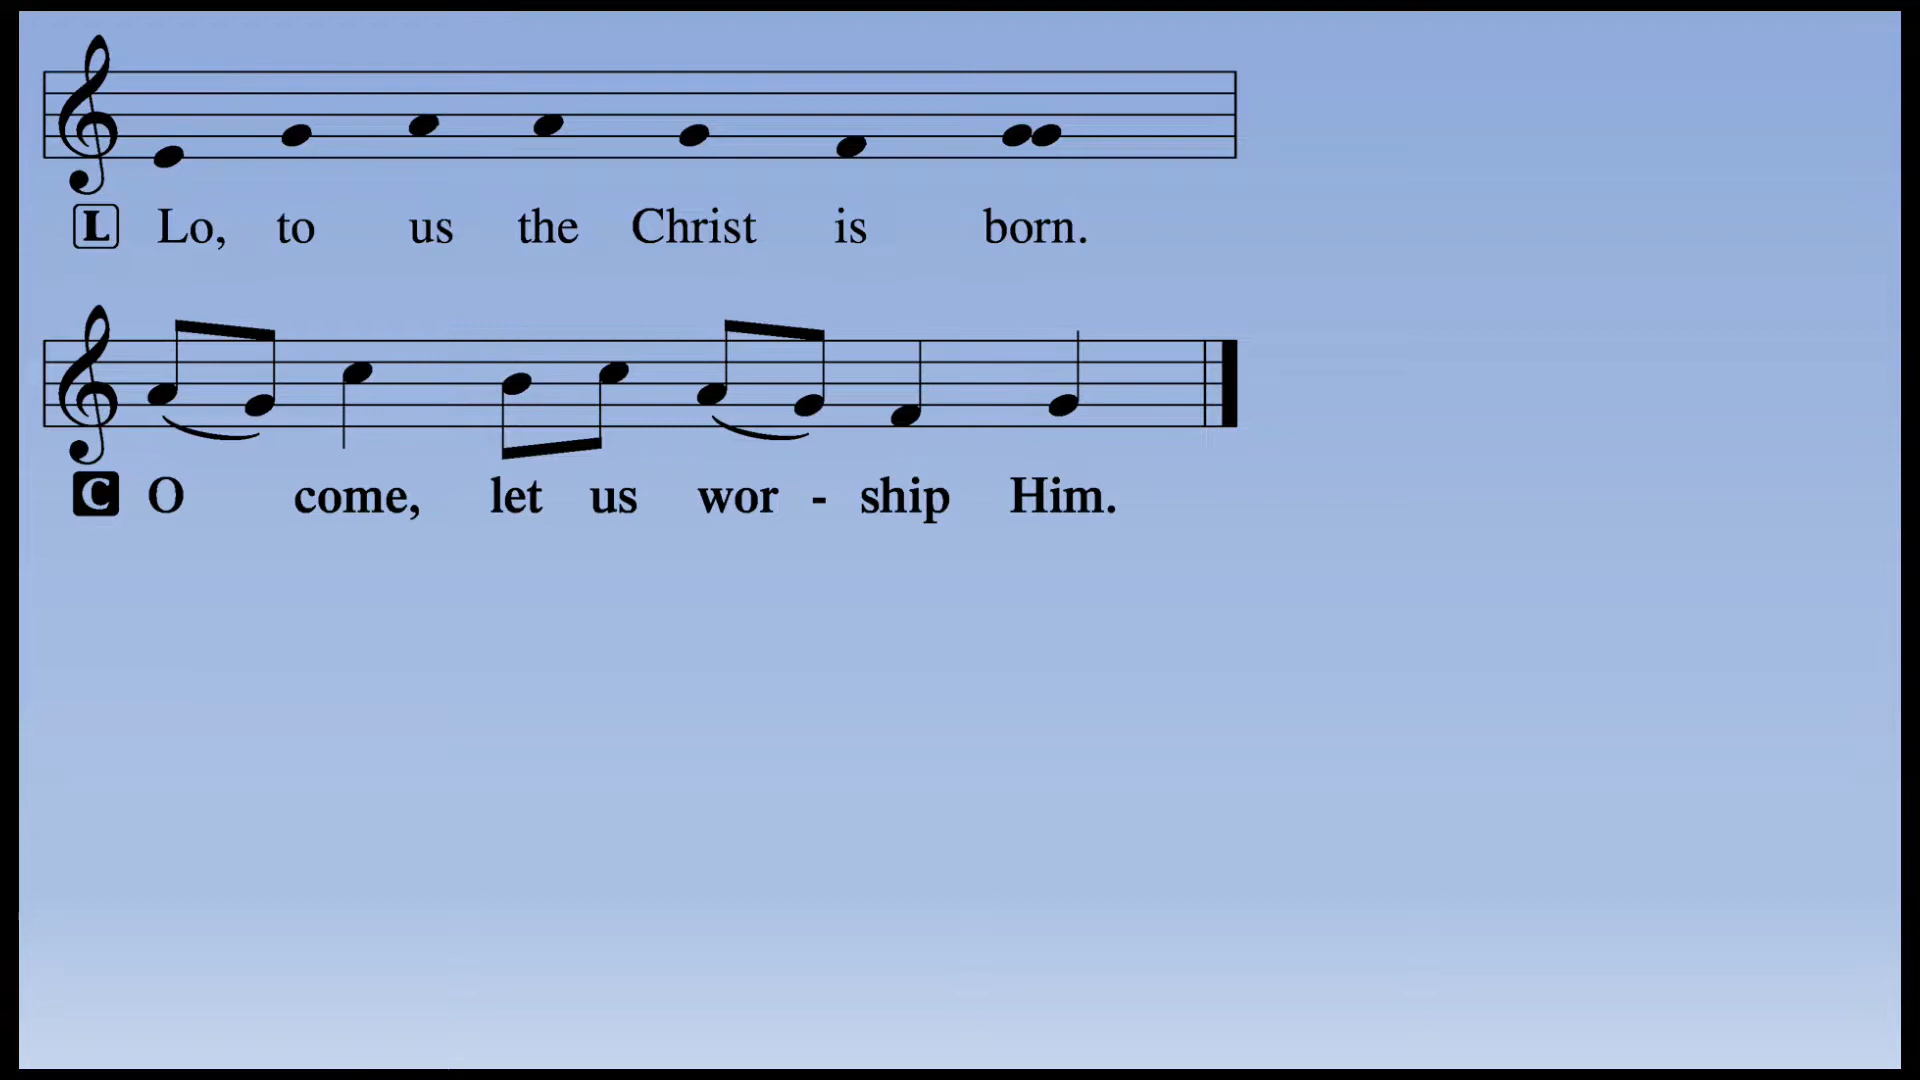 L Lo, to us the Christ is born.
C O come, let us wor - ship Him.